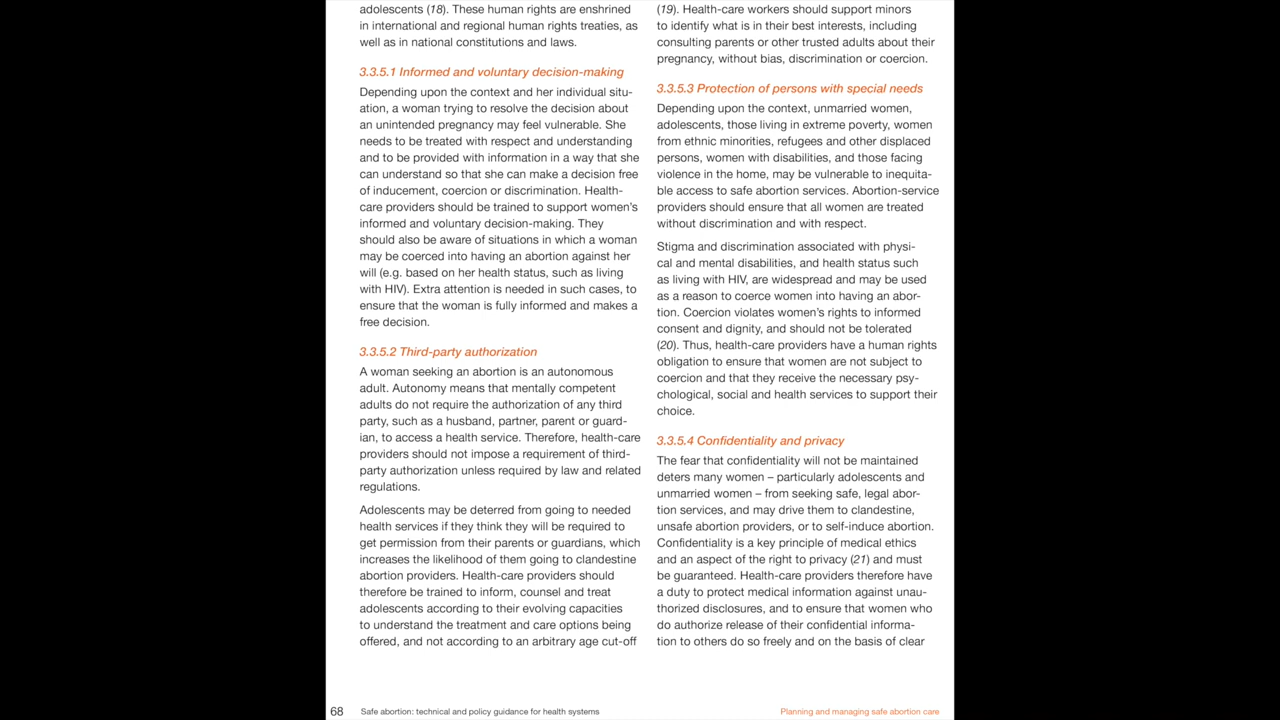 adolescents (18). These human rights are enshrined
in international and regional human rights treaties, as
well as in national constitutions and laws.
3.3.5.1 Informed and voluntary decision-making
Depending upon the context and her individual situ-
ation, a woman trying to resolve the decision about
an unintended pregnancy may feel vulnerable. She
needs to be treated with respect and understanding
and to be provided with information in a way that she
can understand so that she can make a decision free
of inducement, coercion or discrimination. Health-
care providers should be trained to support women's
informed and voluntary decision-making. They
should also be aware of situations in which a woman
may be coerced into having an abortion against her
will (e.g. based on her health status, such as living
with HIV). Extra attention is needed in such cases, to
ensure that the woman is fully informed and makes a
free decision.
3.3.5.2 Third-party authorization
A woman seeking an abortion is an autonomous
adult. Autonomy means that mentally competent
adults do not require the authorization of any third
party, such as a husband, partner, parent or guard-
ian, to access a health service. Therefore, health-care
providers should not impose a requirement of third-
party authorization unless required by law and related
regulations.
Adolescents may be deterred from going to needed
health services if they think they will be required to
get permission from their parents or guardians, which
increases the likelihood of them going to clandestine
abortion providers. Health-care providers should
therefore be trained to inform, counsel and treat
adolescents according to their evolving capacities
to understand the treatment and care options being
offered, and not according to an arbitrary age cut-off
(19). Health-care workers should support minors
to identify what is in their best interests, including
consulting parents or other trusted adults about their
pregnancy, without bias, discrimination or coercion.
3.3.5.3 Protection of persons with special needs
Depending upon the context, unmarried women,
adolescents, those living in extreme poverty, women
from ethnic minorities, refugees and other displaced
persons, women with disabilities, and those facing
violence in the home, may be vulnerable to inequita-
ble access to safe abortion services. Abortion-service
providers should ensure that all women are treated
without discrimination and with respect.
Stigma and discrimination associated with physi-
cal and mental disabilities, and health status such
as living with HIV, are widespread and may be used
as a reason to coerce women into having an abor-
tion. Coercion violates women's rights to informed
consent and dignity, and should not be tolerated
(20). Thus, health-care providers have a human rights
obligation to ensure that women are not subject to
coercion and that they receive the necessary psy-
chological, social and health services to support their
choice.
3.3.5.4 Confidentiality and privacy
The fear that confidentiality will not be maintained
deters many women – particularly adolescents and
unmarried women – from seeking safe, legal abor-
tion services, and may drive them to clandestine,
unsafe abortion providers, or to self-induce abortion.
Confidentiality is a key principle of medical ethics
and an aspect of the right to privacy (21) and must
be guaranteed. Health-care providers therefore have
a duty to protect medical information against unau-
thorized disclosures, and to ensure that women who
do authorize release of their confidential informa-
tion to others do so freely and on the basis of clear
68 Safe abortion: technical and policy guidance for health systems
Planning and managing safe abortion care